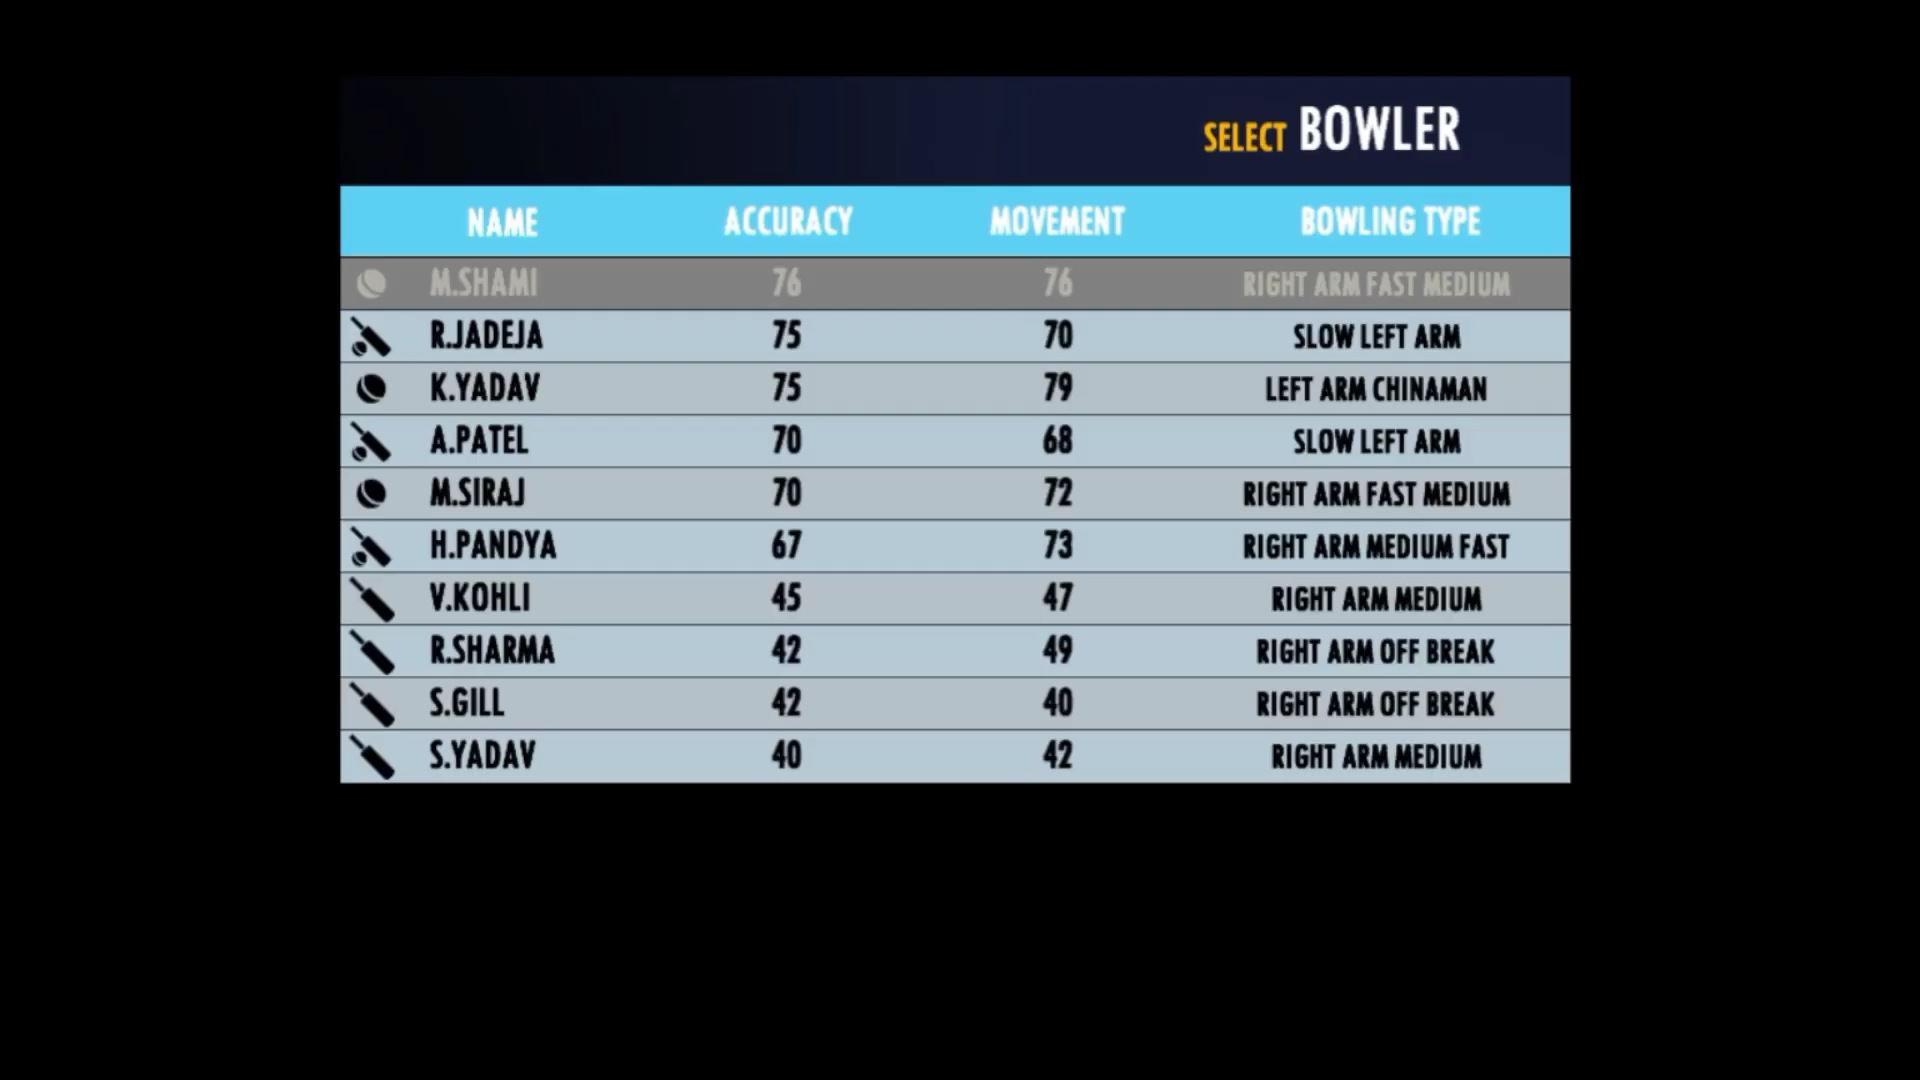 SELECT BOWLER
NAME ACCURACY MOVEMENT BOWLING TYPE
M.SHAMI 76 76 RIGHT ARM FAST MEDIUM
R.JADEJA 75 70 SLOW LEFT ARM
K.YADAV 75 79 LEFT ARM CHINAMAN
A.PATEL 70 68 SLOW LEFT ARM
M.SIRAJ 70 72 RIGHT ARM FAST MEDIUM
H.PANDYA 67 73 RIGHT ARM MEDIUM FAST
V.KOHLI 45 47 RIGHT ARM MEDIUM
R.SHARMA 42 49 RIGHT ARM OFF BREAK
S.GILL 42 40 RIGHT ARM OFF BREAK
S.YADAV 40 42 RIGHT ARM MEDIUM